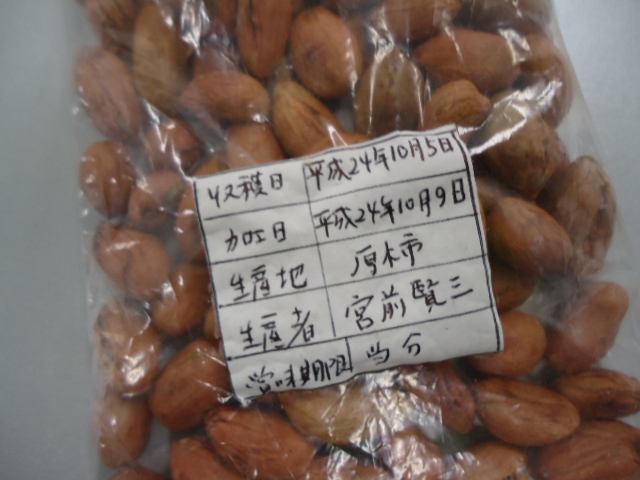 収穫日 平成24年10月5日
加工日 平成24年10月9日
生産地 厚木市
生産者 宮前賢三
賞味期限 当分